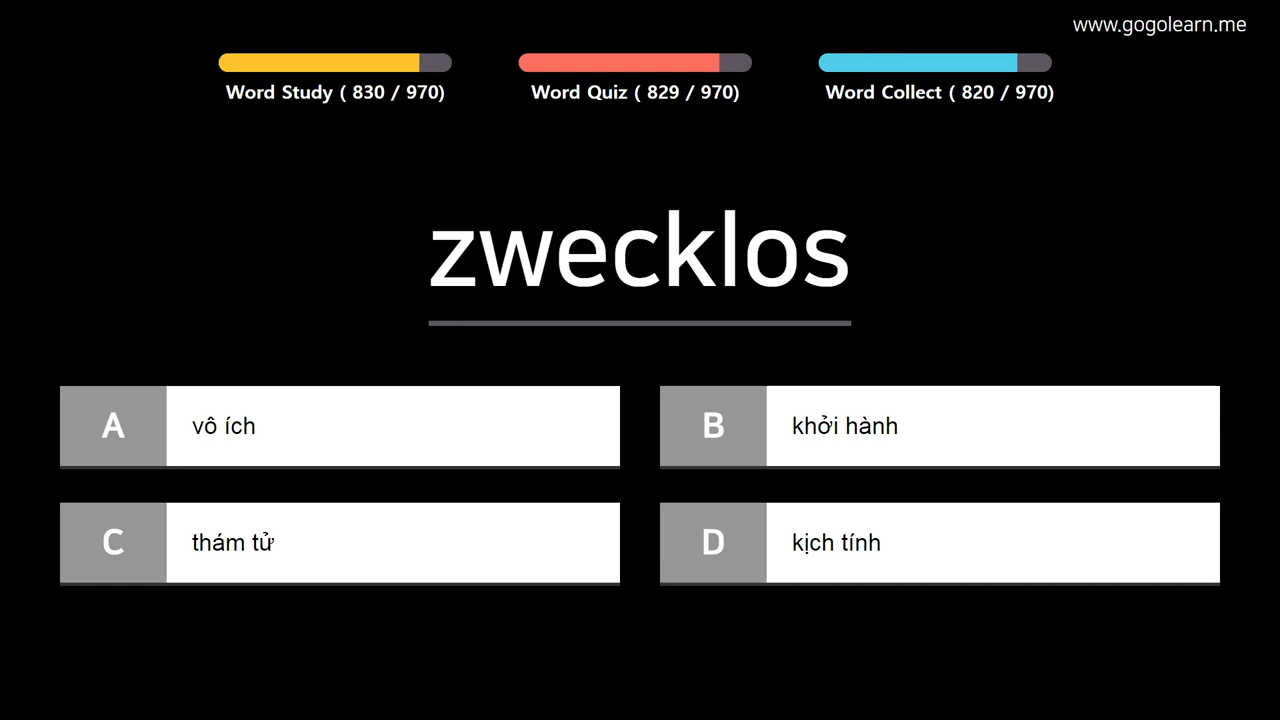 www.gogolearn.me
Word Study ( 830 / 970)
Word Quiz ( 829 / 970)
Word Collect ( 820 / 970)
zwecklos
A
vô ích
B
khởi hành
C
thám tử
D
kịch tính